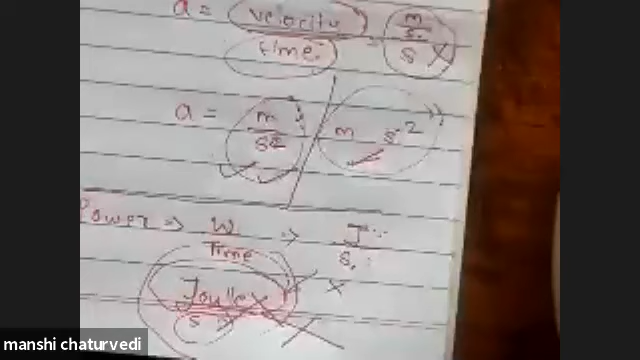 a = velocity / time = m/s. / s
a = m/s2 | m s-2
Power => W / Time => J / s.
Joule / s
manshi chaturvedi